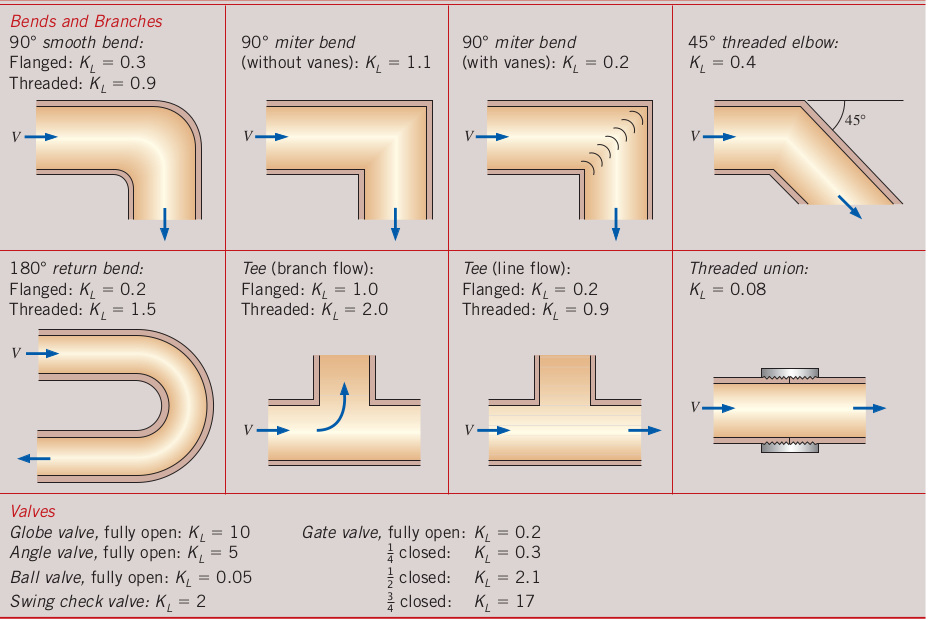 Bends and Branches
90° smooth bend:
Flanged: K_L = 0.3
Threaded: K_L = 0.9
V
90° miter bend
(without vanes): K_L = 1.1
V
90° miter bend
(with vanes): K_L = 0.2
V
45° threaded elbow:
K_L = 0.4
V
45°
180° return bend:
Flanged: K_L = 0.2
Threaded: K_L = 1.5
V
Tee (branch flow):
Flanged: K_L = 1.0
Threaded: K_L = 2.0
V
Tee (line flow):
Flanged: K_L = 0.2
Threaded: K_L = 0.9
V
Threaded union:
K_L = 0.08
V
Valves
Globe valve, fully open: K_L = 10
Angle valve, fully open: K_L = 5
Ball valve, fully open: K_L = 0.05
Swing check valve: K_L = 2
Gate valve, fully open: K_L = 0.2
1/4 closed: K_L = 0.3
1/2 closed: K_L = 2.1
3/4 closed: K_L = 17